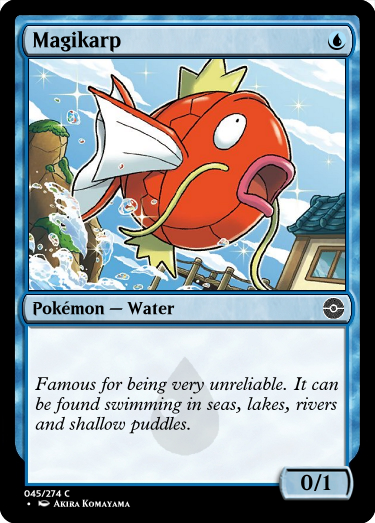 Magikarp
Pokémon — Water
Famous for being very unreliable. It can
be found swimming in seas, lakes, rivers
and shallow puddles.
0/1
045/274 C
• Akira Komayama